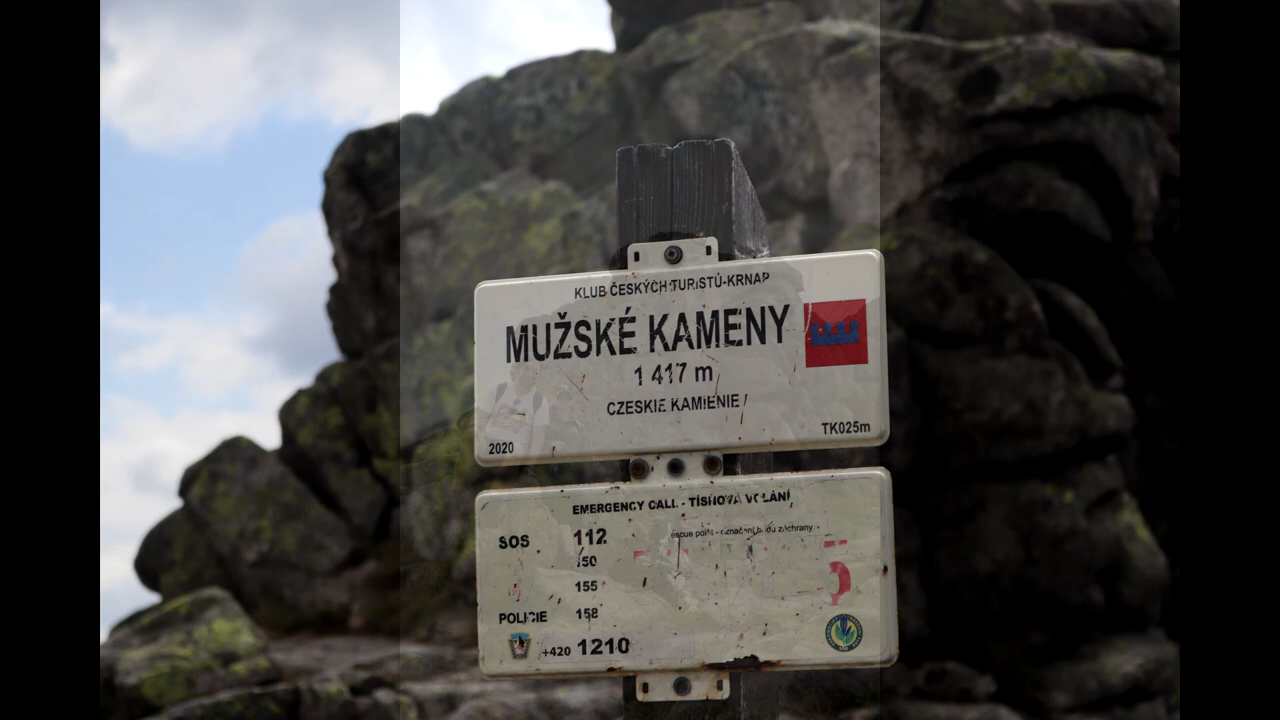 KLUB ČESKÝCH TURISTŮ-KRNAP
MUŽSKÉ KAMENY
1 417 m
CZESKIE KAMIENIE /
2020
TK025m
EMERGENCY CALL - TÍSŇOVÁ VOLÁNÍ
SOS 112
150
155
POLICIE 158
+420 1210